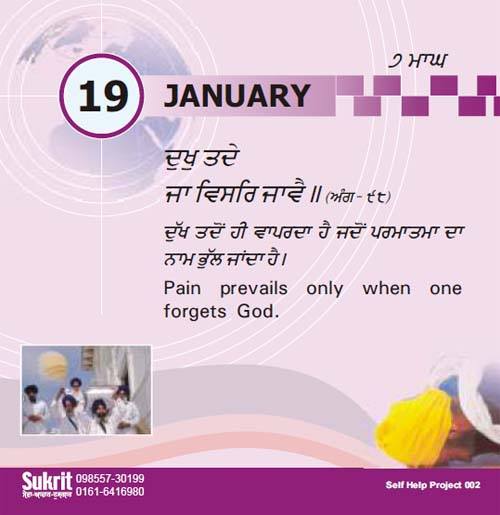 ੭ ਮਾਘ
19 JANUARY
ਦੁਖੁ ਤਦੇ
ਜਾ ਵਿਸਰਿ ਜਾਵੈ ॥ (ਅੰਗ - ੯੮)
ਦੁੱਖ ਤਦੋਂ ਹੀ ਵਾਪਰਦਾ ਹੈ ਜਦੋਂ ਪਰਮਾਤਮਾ ਦਾ
ਨਾਮ ਭੁੱਲ ਜਾਂਦਾ ਹੈ।
Pain prevails only when one
forgets God.
Sukrit 098557-30199
0161-6416980
Self Help Project 002